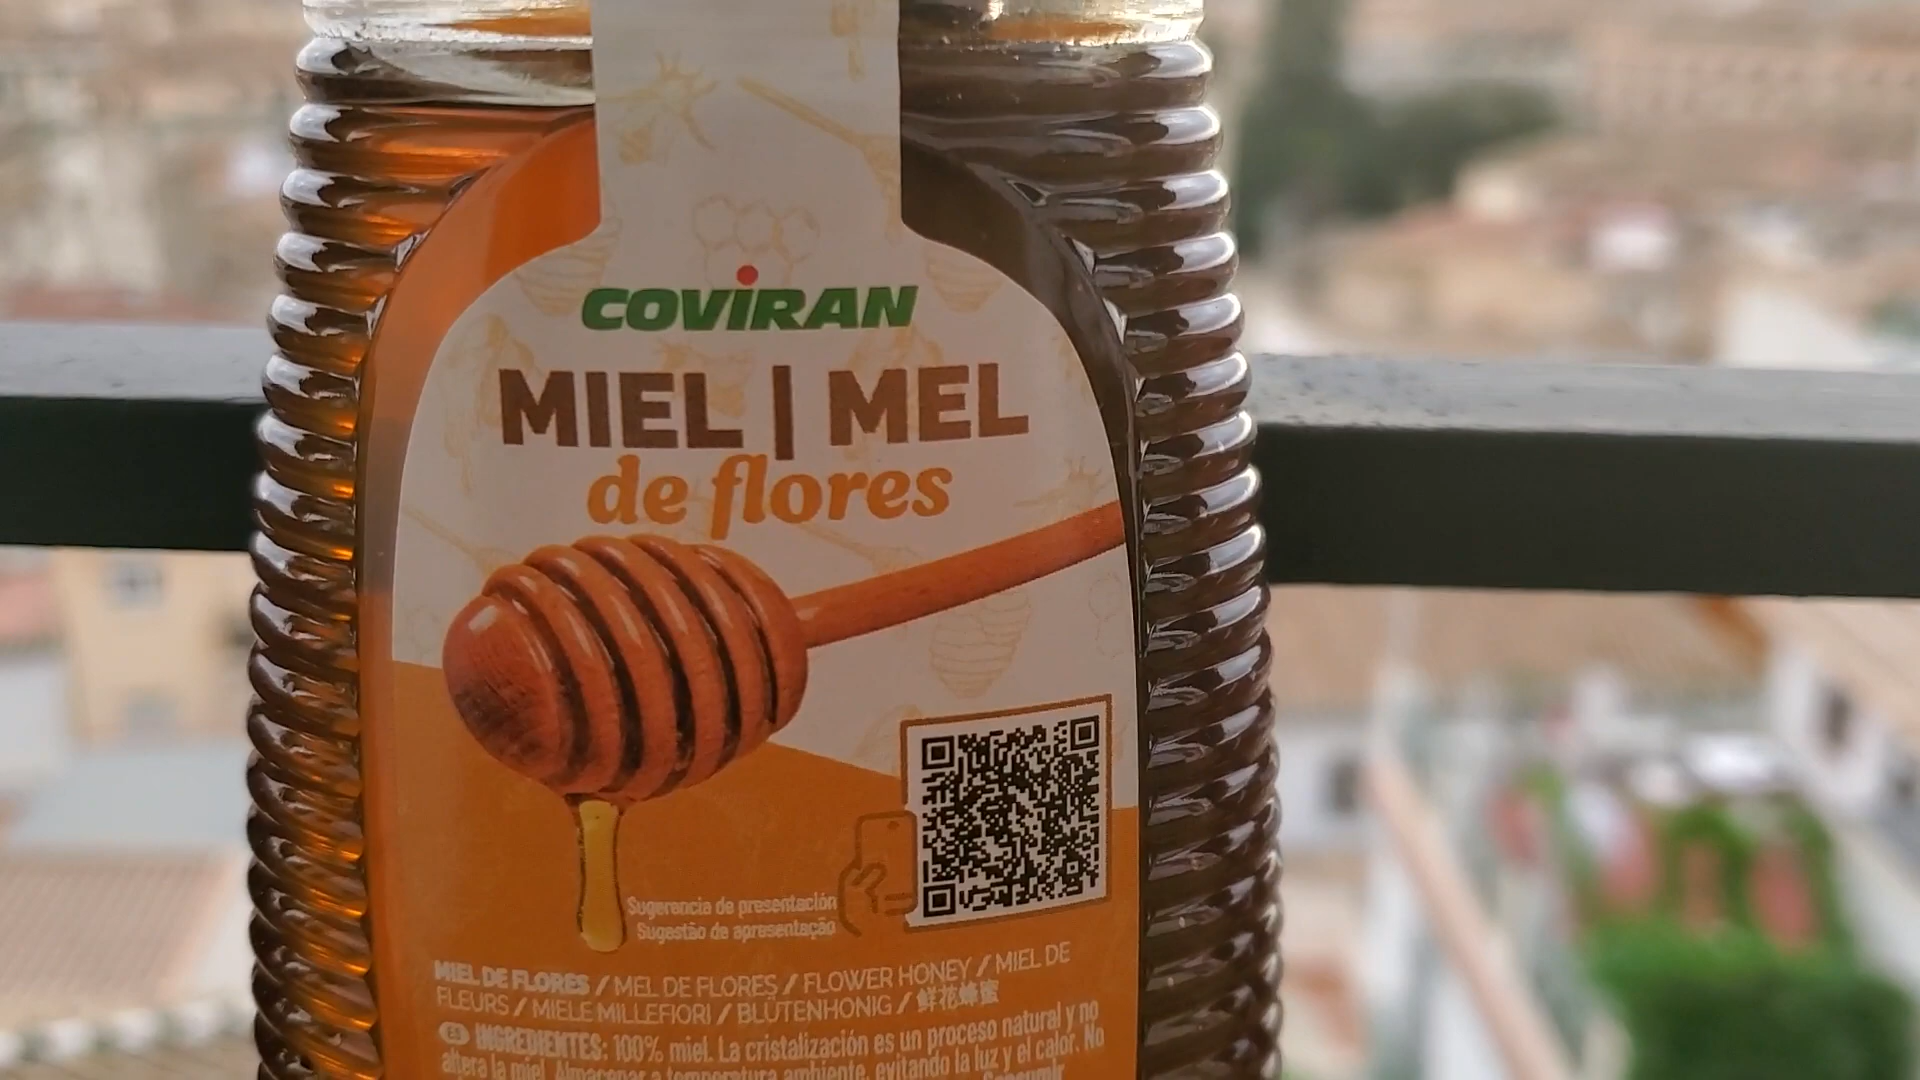 COVIRAN
MIEL | MEL
de flores
Sugerencia de presentación
Sugestão de apresentação
MIEL DE FLORES / MEL DE FLORES / FLOWER HONEY / MIEL DE
FLEURS / MIELE MILLEFIORI / BLÜTENHONIG / 鲜花蜂蜜
ES INGREDIENTES: 100% miel. La cristalización es un proceso natural y no
altera la miel. Almacenar a temperatura ambiente, evitando la luz y el calor. No
Consumir